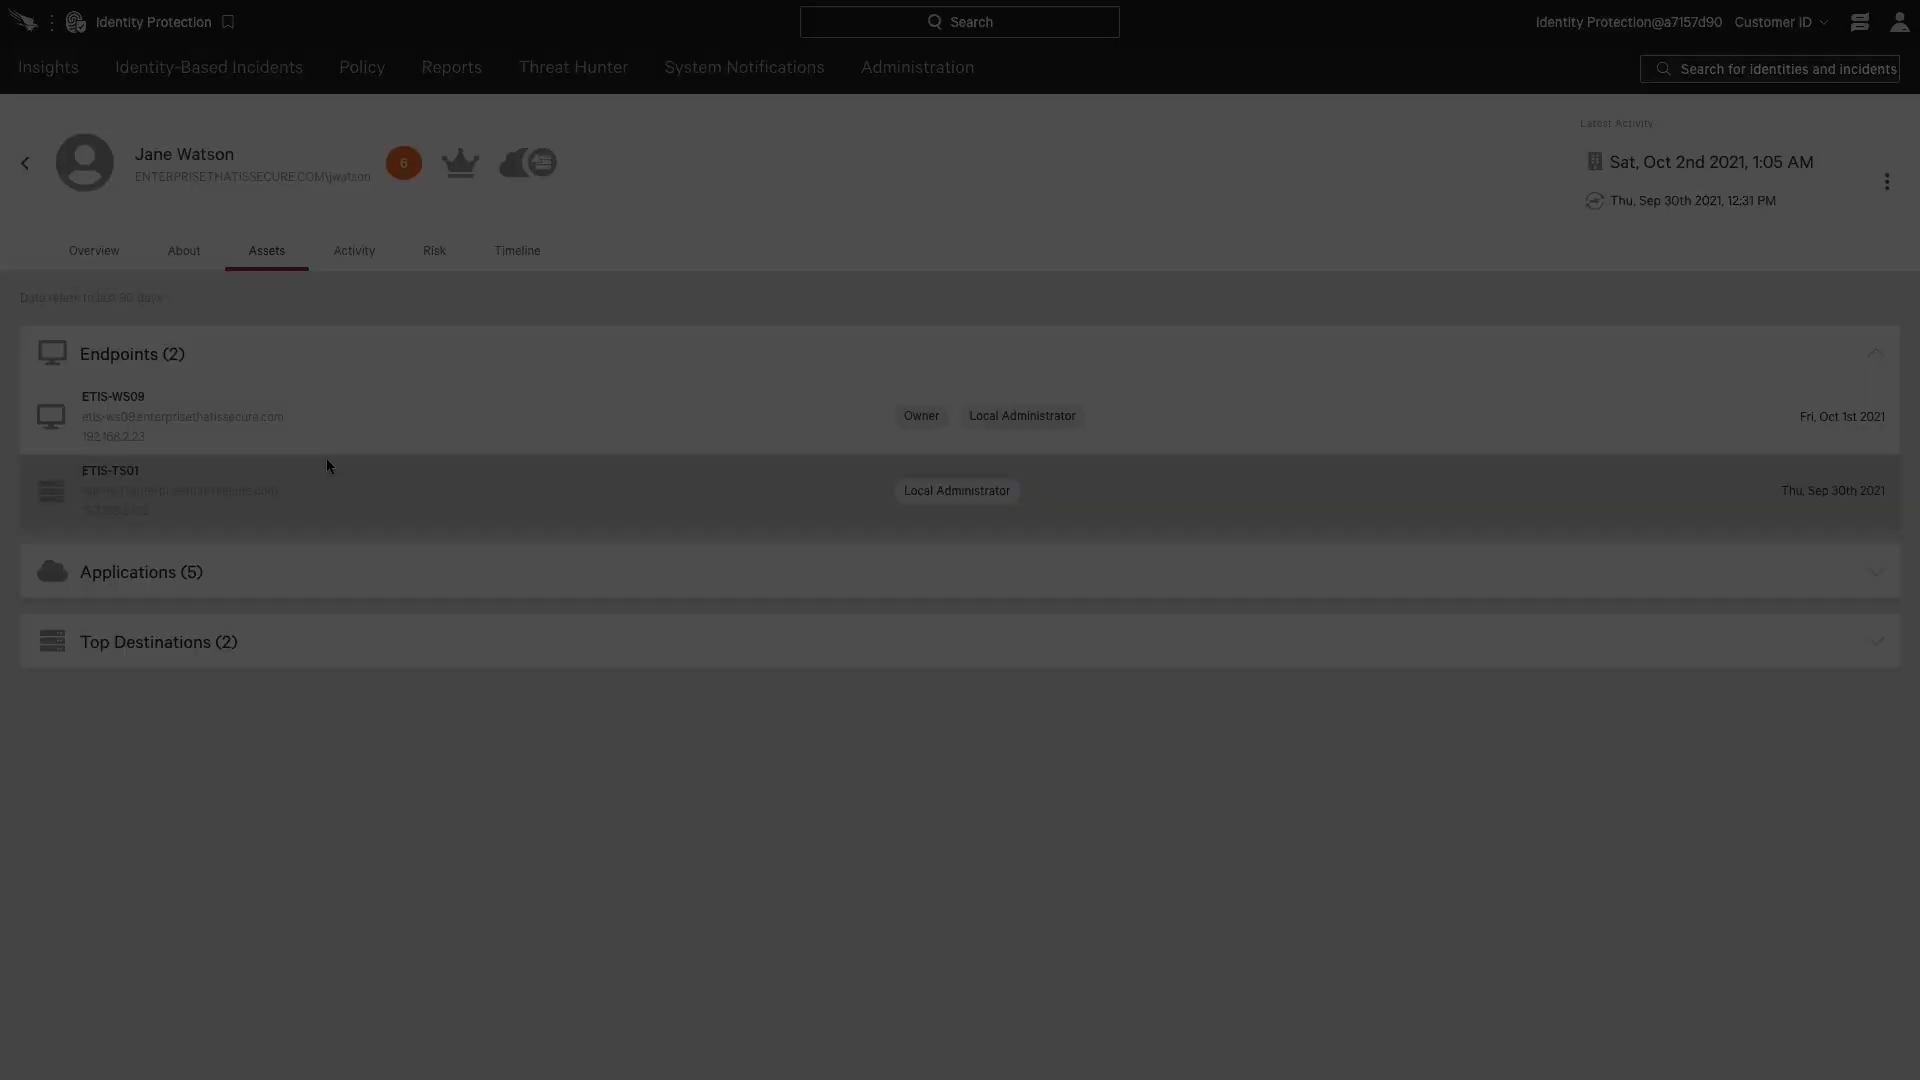 Identity Protection
Search
Identity Protection@a7157d90 Customer ID
Insights Identity-Based Incidents Policy Reports Threat Hunter System Notifications Administration
Search for identities and incidents
Jane Watson
ENTERPRISETHATISSECURE.COM\jwatson
6
Latest Activity
Sat, Oct 2nd 2021, 1:05 AM
Thu, Sep 30th 2021, 12:31 PM
Overview About Assets Activity Risk Timeline
Endpoints (2)
ETIS-WS09
etis-ws09.enterprisethatissecure.com
192.168.2.23
Owner Local Administrator
Fri, Oct 1st 2021
ETIS-TS01
Local Administrator
Thu, Sep 30th 2021
Applications (5)
Top Destinations (2)